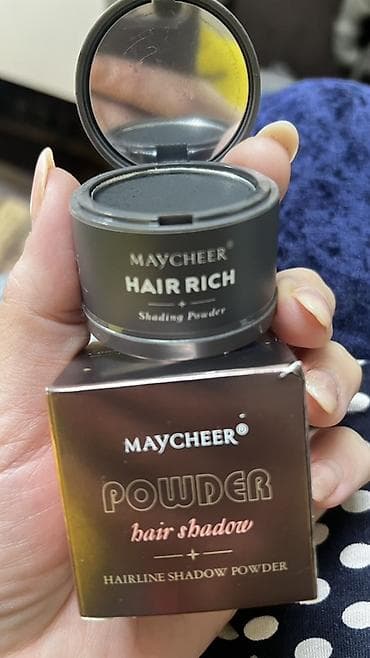 MAYCHEER®
HAIR RICH
Shading Powder
MAYCHEER®
POWDER
hair shadow
HAIRLINE SHADOW POWDER